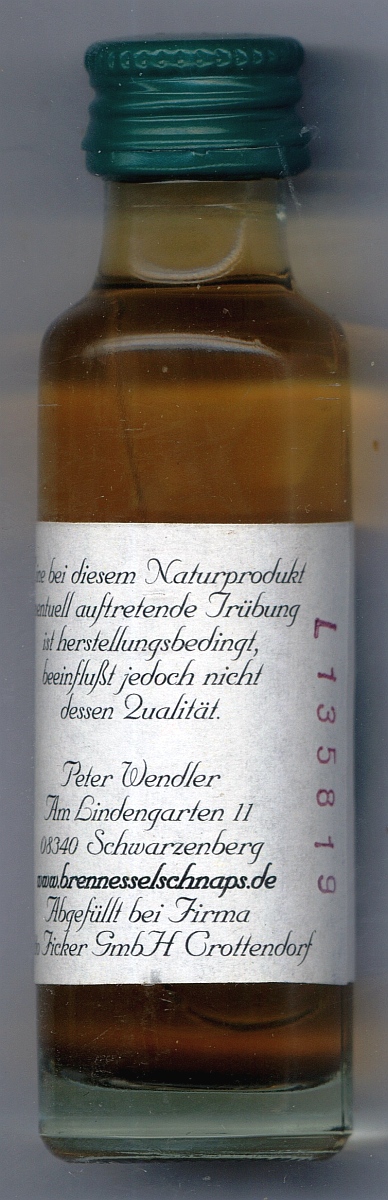 bei diesem Naturprodukt
auftretende Trübung
ist herstellungsbedingt,
beeinflußt jedoch nicht
dessen Qualität.
Peter Wendler
Am Lindengarten 11
08340 Schwarzenberg
www.brennesselschnaps.de
Abgefüllt bei Firma
Ficker GmbH Crottendorf
L135819